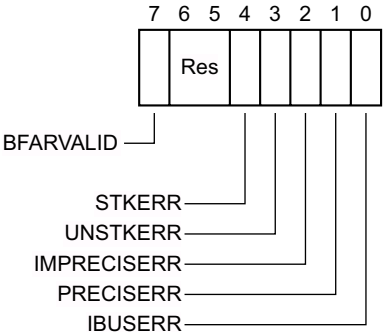 7 6 5 4 3 2 1 0
Res
BFARVALID
STKERR
UNSTKERR
IMPRECISERR
PRECISERR
IBUSERR